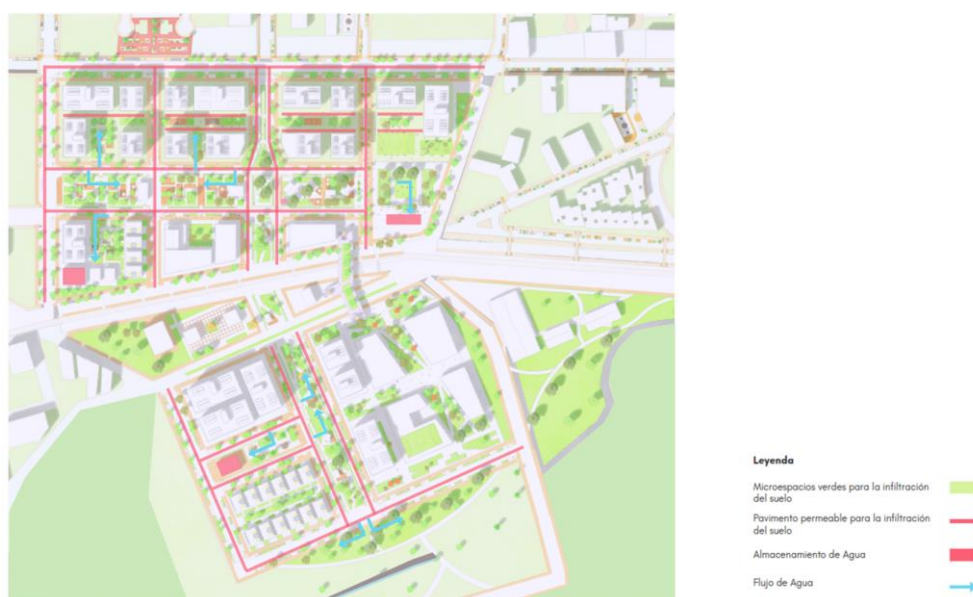 Leyenda
Microespacios verdes para la infiltración
del suelo
Pavimento permeable para la infiltración
del suelo
Almacenamiento de Agua
Flujo de Agua